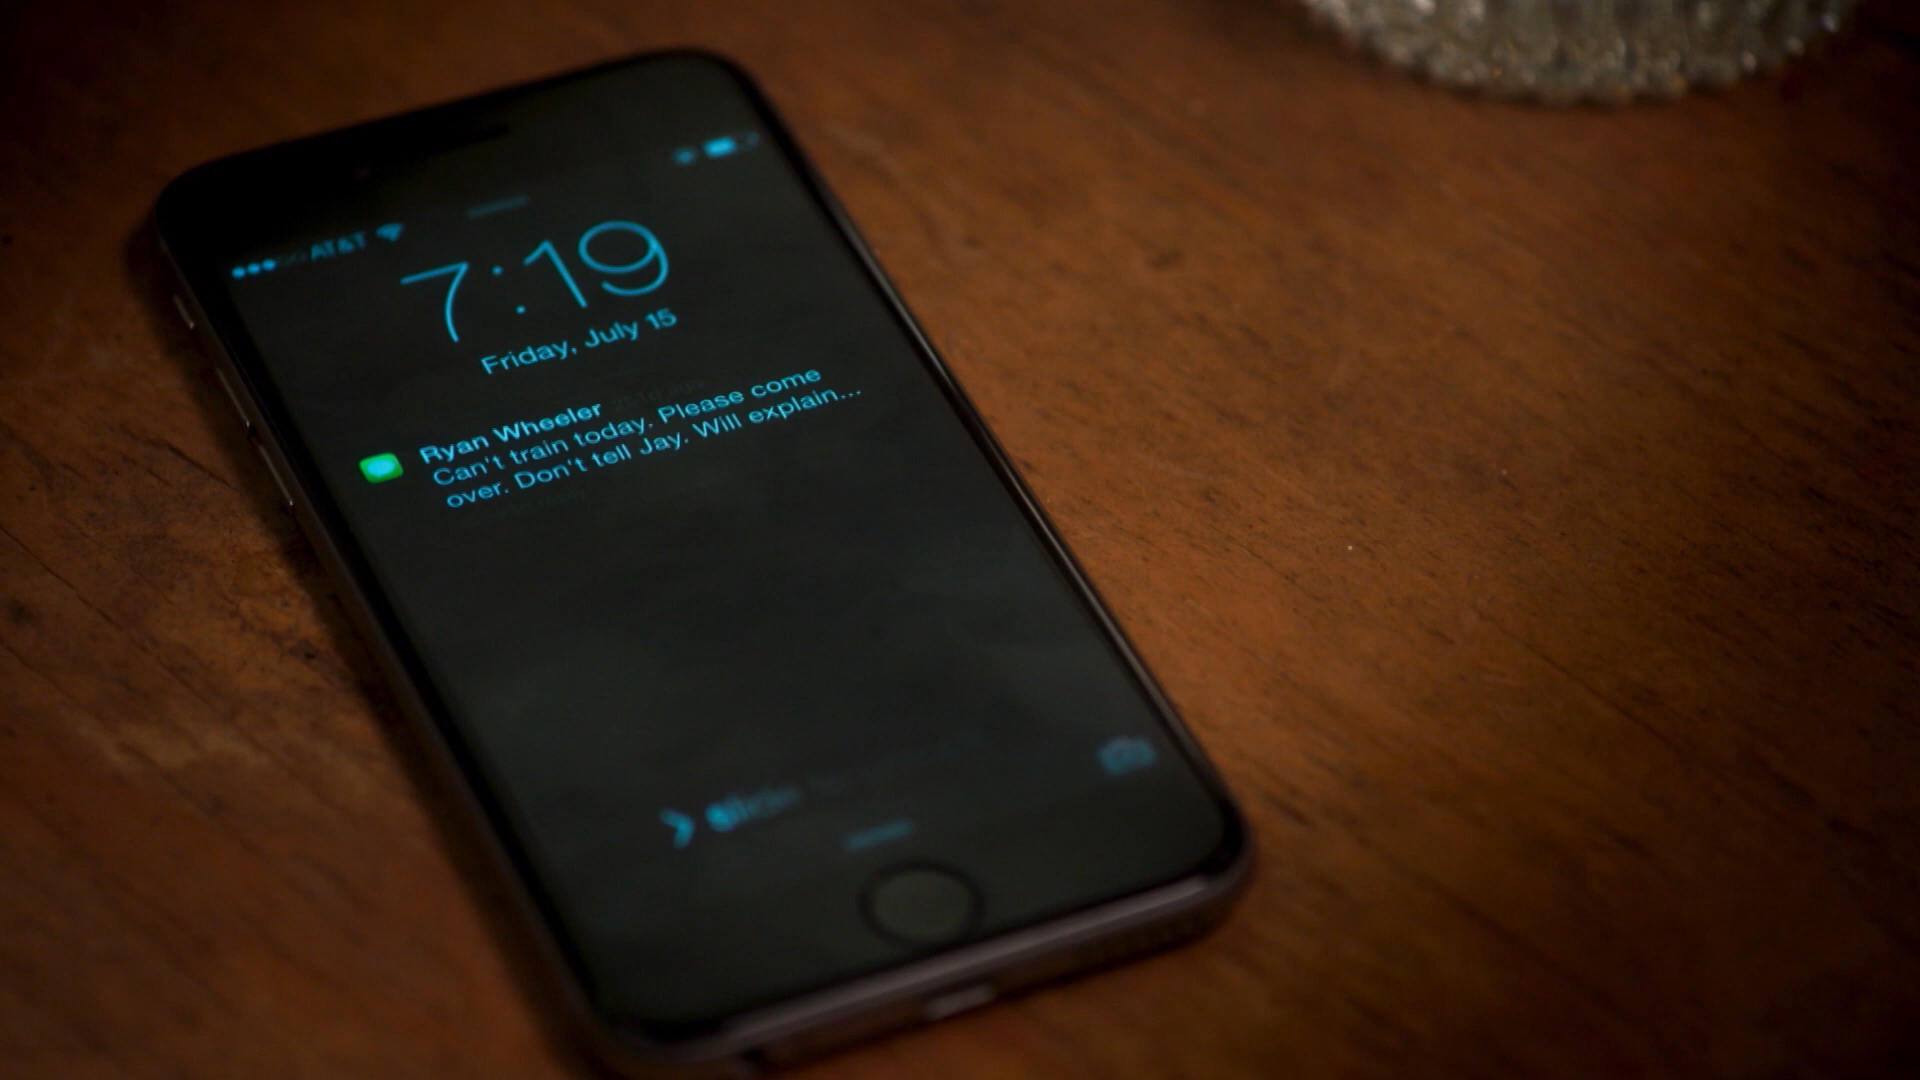 AT&T
7:19
Friday, July 15
Ryan Wheeler
Can't train today. Please come
over. Don't tell Jay. Will explain...